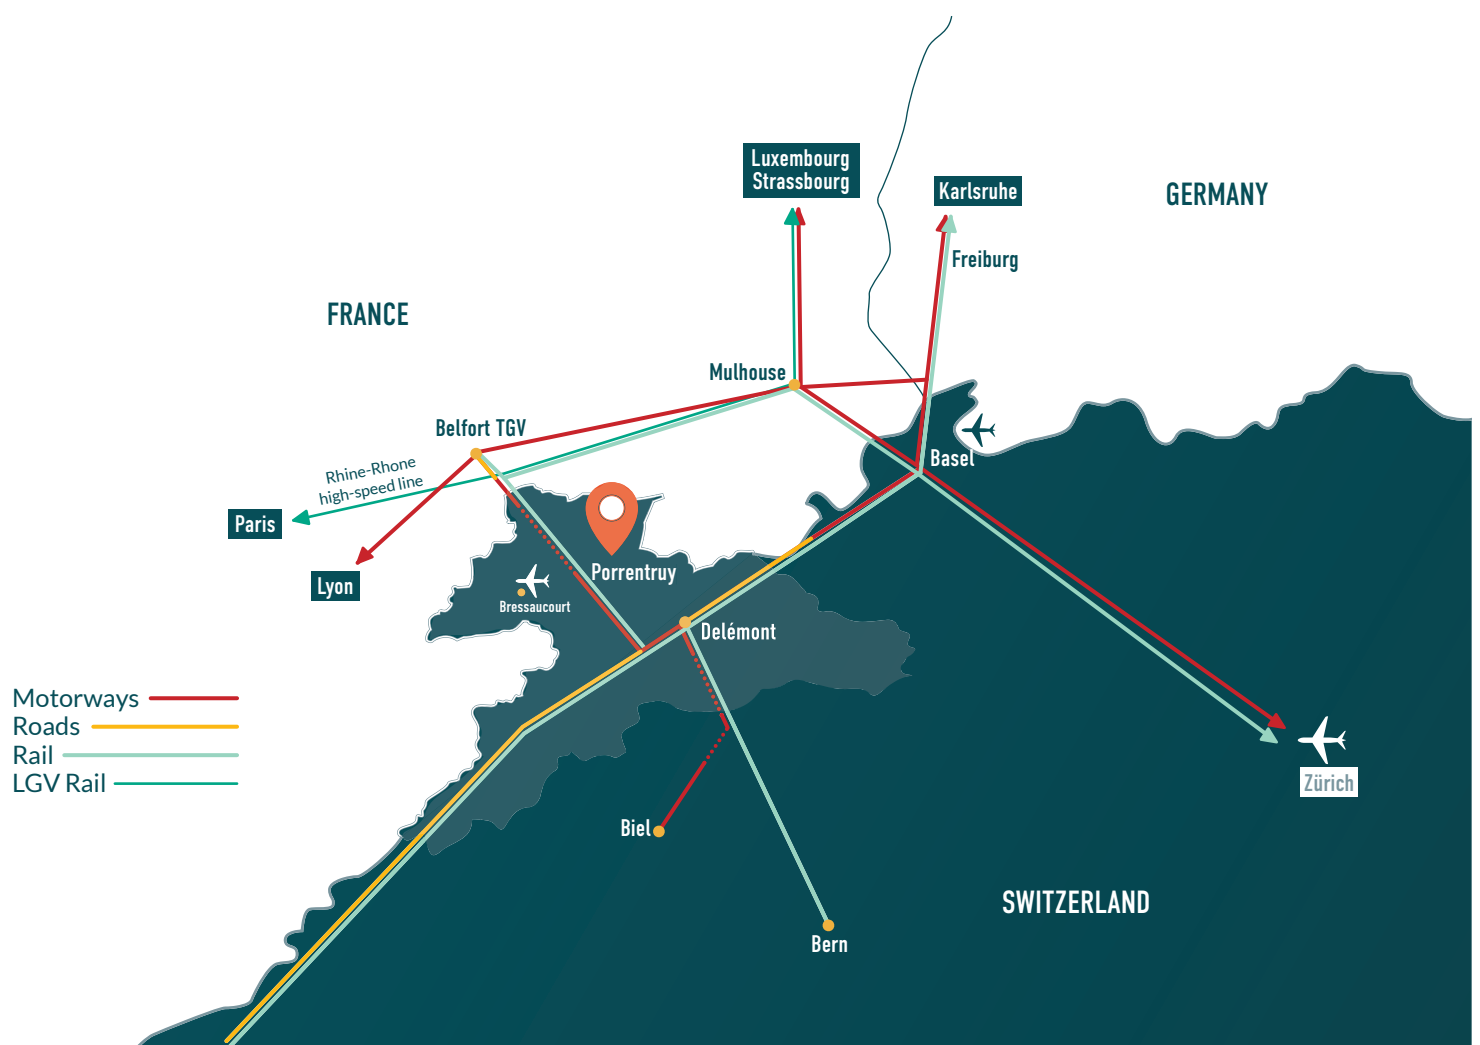 Luxembourg
Strassbourg
Karlsruhe
GERMANY
Freiburg
FRANCE
Mulhouse
Belfort TGV
Basel
Rhine-Rhone
high-speed line
Paris
Lyon
Porrentruy
Bressaucourt
Delémont
Motorways
Roads
Rail
LGV Rail
Zürich
Biel
SWITZERLAND
Bern